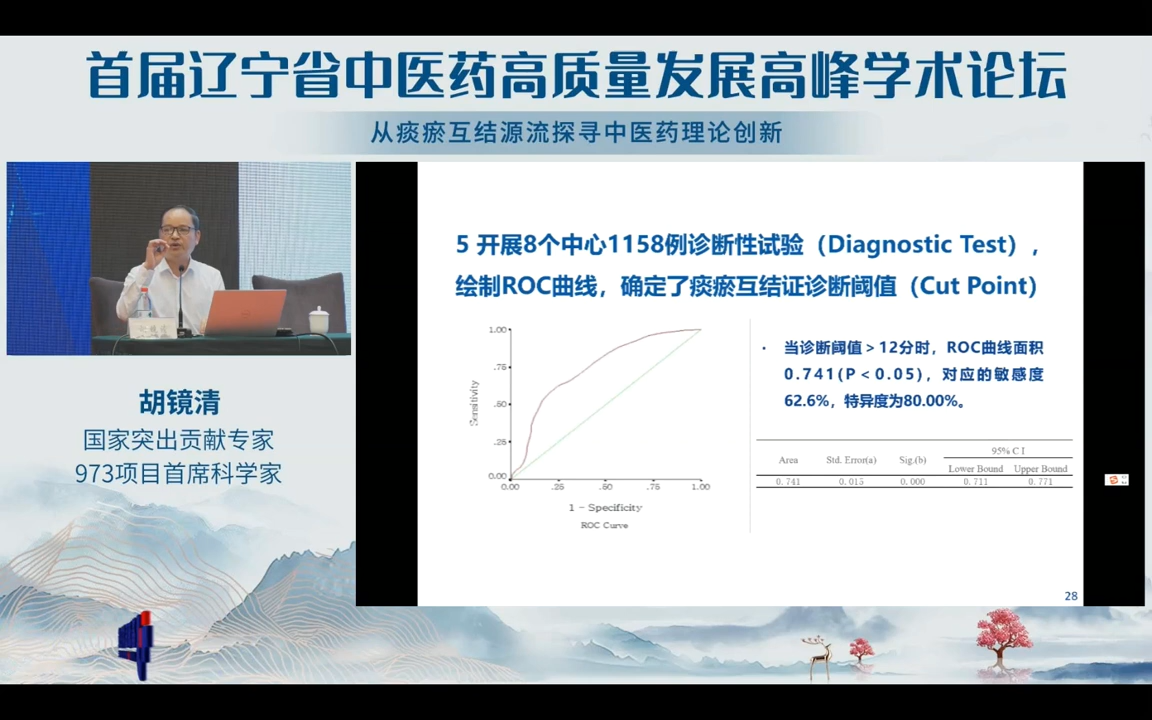 首届辽宁省中医药高质量发展高峰学术论坛
从痰瘀互结源流探寻中医药理论创新
胡镜清
国家突出贡献专家
973项目首席科学家
5 开展8个中心1158例诊断性试验（Diagnostic Test），
绘制ROC曲线，确定了痰瘀互结证诊断阈值（Cut Point）
1.00
.75
.50
.25
0.00
Sensitivity
0.00 .25 .50 .75 1.00
1 - Specificity
ROC Curve
· 当诊断阈值＞12分时，ROC曲线面积
0.741(P＜0.05)，对应的敏感度
62.6%，特异度为80.00%。
95% C I
Area Std. Error(a) Sig.(b) Lower Bound Upper Bound
0.741 0.015 0.000 0.711 0.771
28